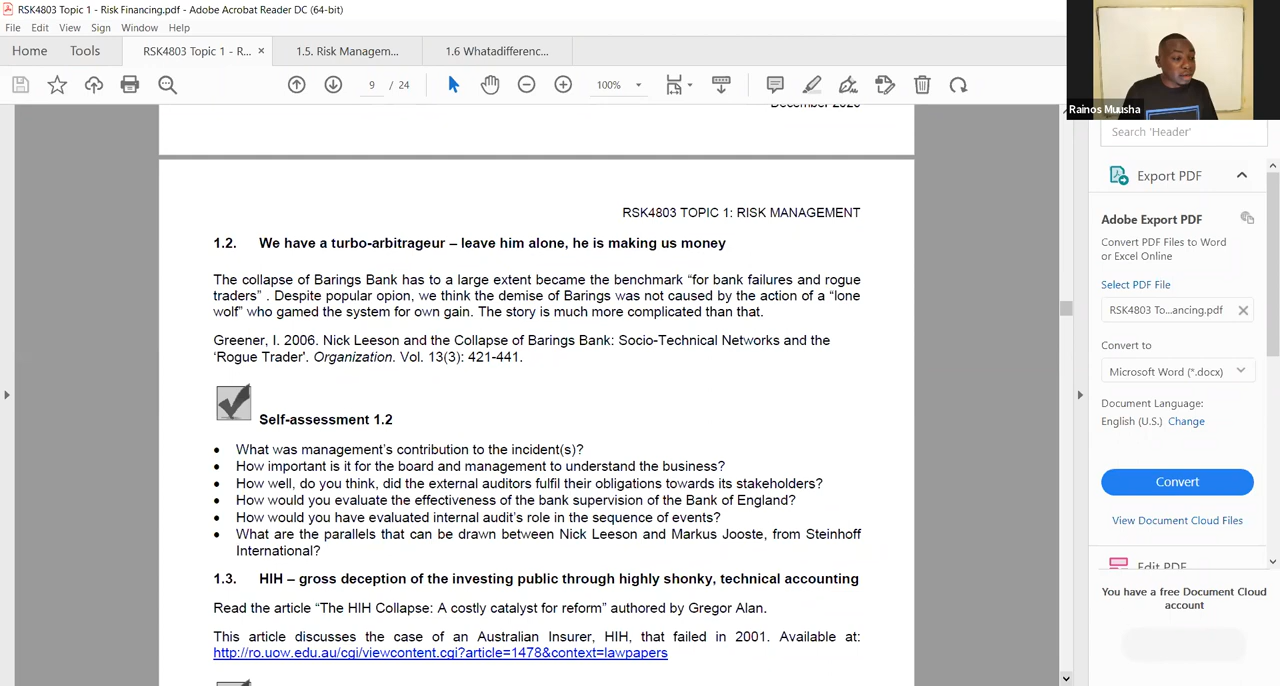 RSK4803 Topic 1 - Risk Financing.pdf - Adobe Acrobat Reader DC (64-bit)
File Edit View Sign Window Help
Home Tools RSK4803 Topic 1 - R... × 1.5. Risk Managem... 1.6 Whatadifferenc...
9 / 24 100%
Rainos Muusha
December 2020
Search 'Header'
Export PDF
Adobe Export PDF
Convert PDF Files to Word
or Excel Online
Select PDF File
RSK4803 To...ancing.pdf
Convert to
Microsoft Word (*.docx)
Document Language:
English (U.S.) Change
Convert
View Document Cloud Files
Edit PDF
You have a free Document Cloud
account
RSK4803 TOPIC 1: RISK MANAGEMENT
1.2. We have a turbo-arbitrageur – leave him alone, he is making us money
The collapse of Barings Bank has to a large extent became the benchmark “for bank failures and rogue
traders” . Despite popular opion, we think the demise of Barings was not caused by the action of a “lone
wolf” who gamed the system for own gain. The story is much more complicated than that.
Greener, I. 2006. Nick Leeson and the Collapse of Barings Bank: Socio-Technical Networks and the
‘Rogue Trader’. Organization. Vol. 13(3): 421-441.
Self-assessment 1.2
• What was management’s contribution to the incident(s)?
• How important is it for the board and management to understand the business?
• How well, do you think, did the external auditors fulfil their obligations towards its stakeholders?
• How would you evaluate the effectiveness of the bank supervision of the Bank of England?
• How would you have evaluated internal audit’s role in the sequence of events?
• What are the parallels that can be drawn between Nick Leeson and Markus Jooste, from Steinhoff
International?
1.3. HIH – gross deception of the investing public through highly shonky, technical accounting
Read the article “The HIH Collapse: A costly catalyst for reform” authored by Gregor Alan.
This article discusses the case of an Australian Insurer, HIH, that failed in 2001. Available at:
http://ro.uow.edu.au/cgi/viewcontent.cgi?article=1478&context=lawpapers